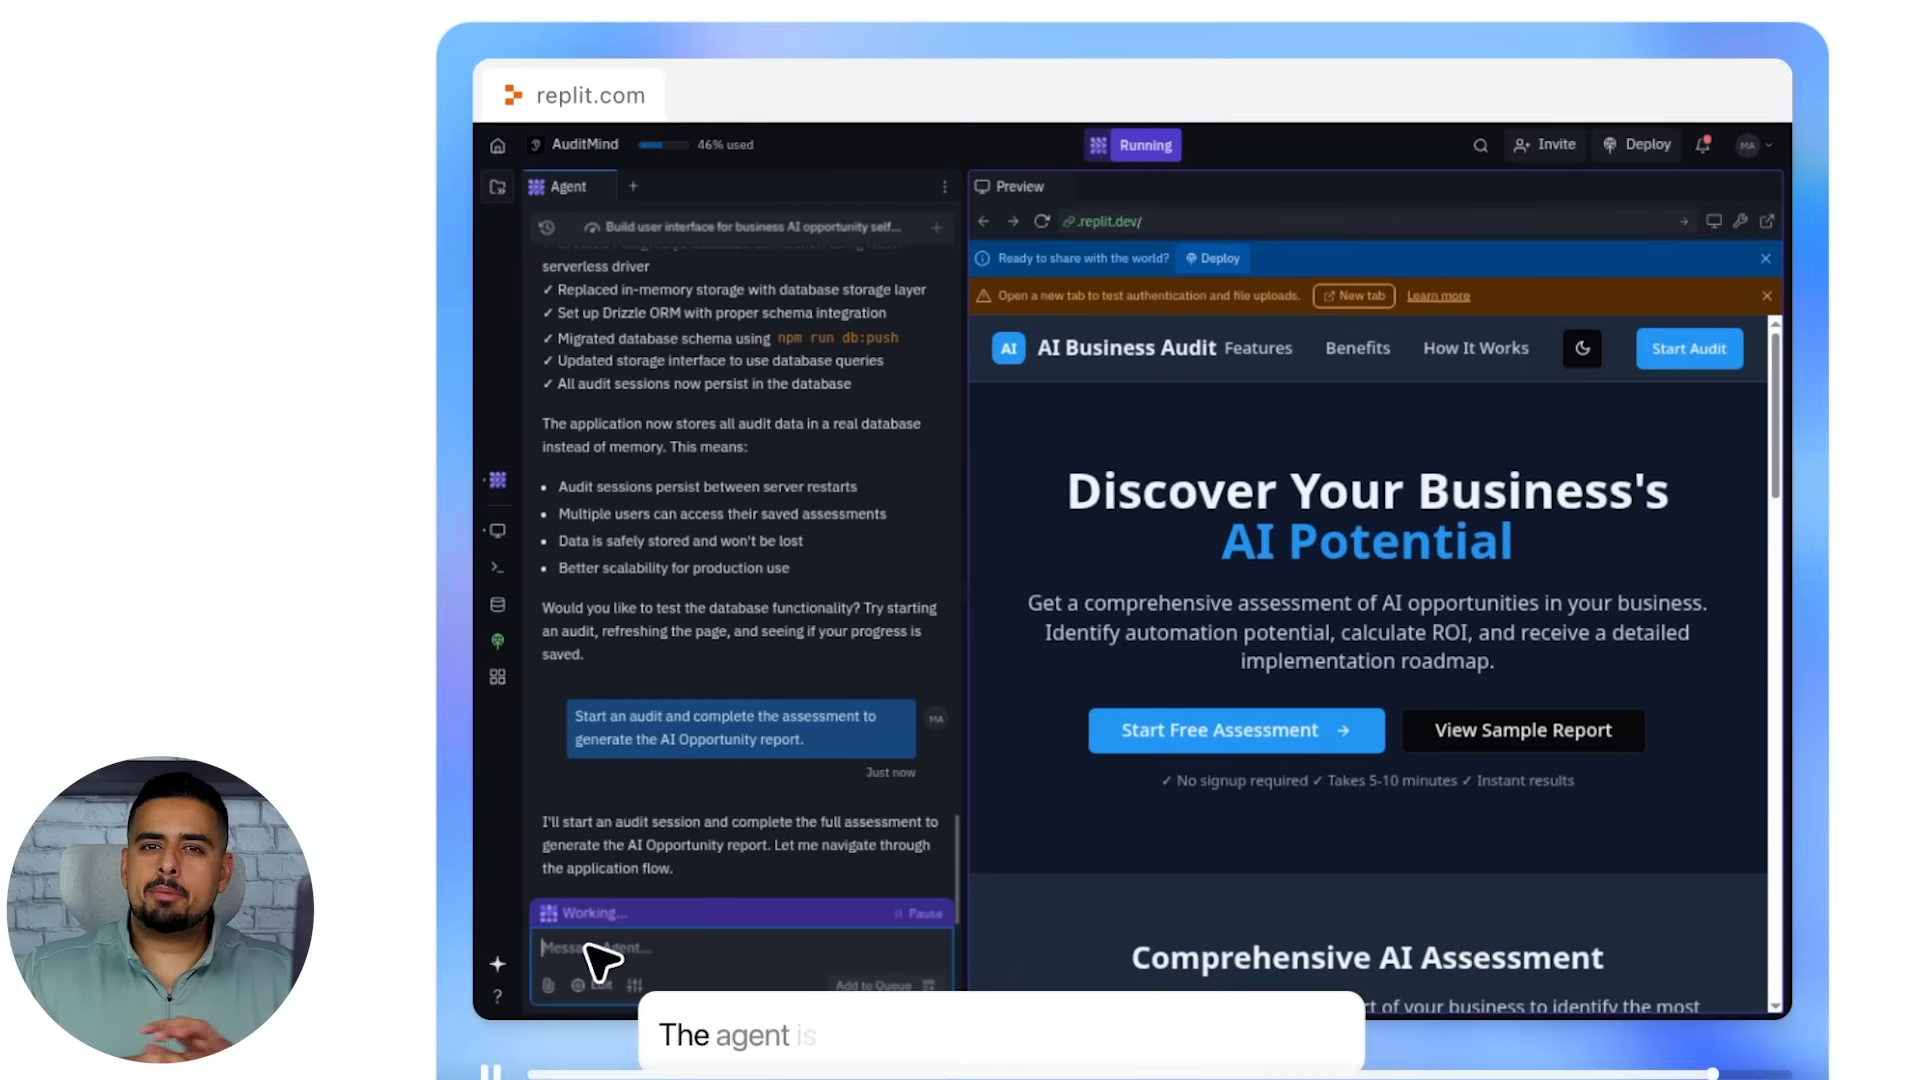 replit.com
AuditMind
46% used
Running
Invite
Deploy
MA
Agent
Build user interface for business AI opportunity self...
serverless driver
✓ Replaced in-memory storage with database storage layer
✓ Set up Drizzle ORM with proper schema integration
✓ Migrated database schema using npm run db:push
✓ Updated storage interface to use database queries
✓ All audit sessions now persist in the database
The application now stores all audit data in a real database
instead of memory. This means:
• Audit sessions persist between server restarts
• Multiple users can access their saved assessments
• Data is safely stored and won't be lost
• Better scalability for production use
Would you like to test the database functionality? Try starting
an audit, refreshing the page, and seeing if your progress is
saved.
Start an audit and complete the assessment to
generate the AI Opportunity report.
MA
Just now
I'll start an audit session and complete the full assessment to
generate the AI Opportunity report. Let me navigate through
the application flow.
Working...
Pause
Add to Queue
Preview
.replit.dev/
Ready to share with the world?
Deploy
Open a new tab to test authentication and file uploads.
New tab
Learn more
AI
AI Business Audit
Features
Benefits
How It Works
Start Audit
Discover Your Business's
AI Potential
Get a comprehensive assessment of AI opportunities in your business.
Identify automation potential, calculate ROI, and receive a detailed
implementation roadmap.
Start Free Assessment →
View Sample Report
✓ No signup required ✓ Takes 5-10 minutes ✓ Instant results
Comprehensive AI Assessment
of your business to identify the most
The agent is